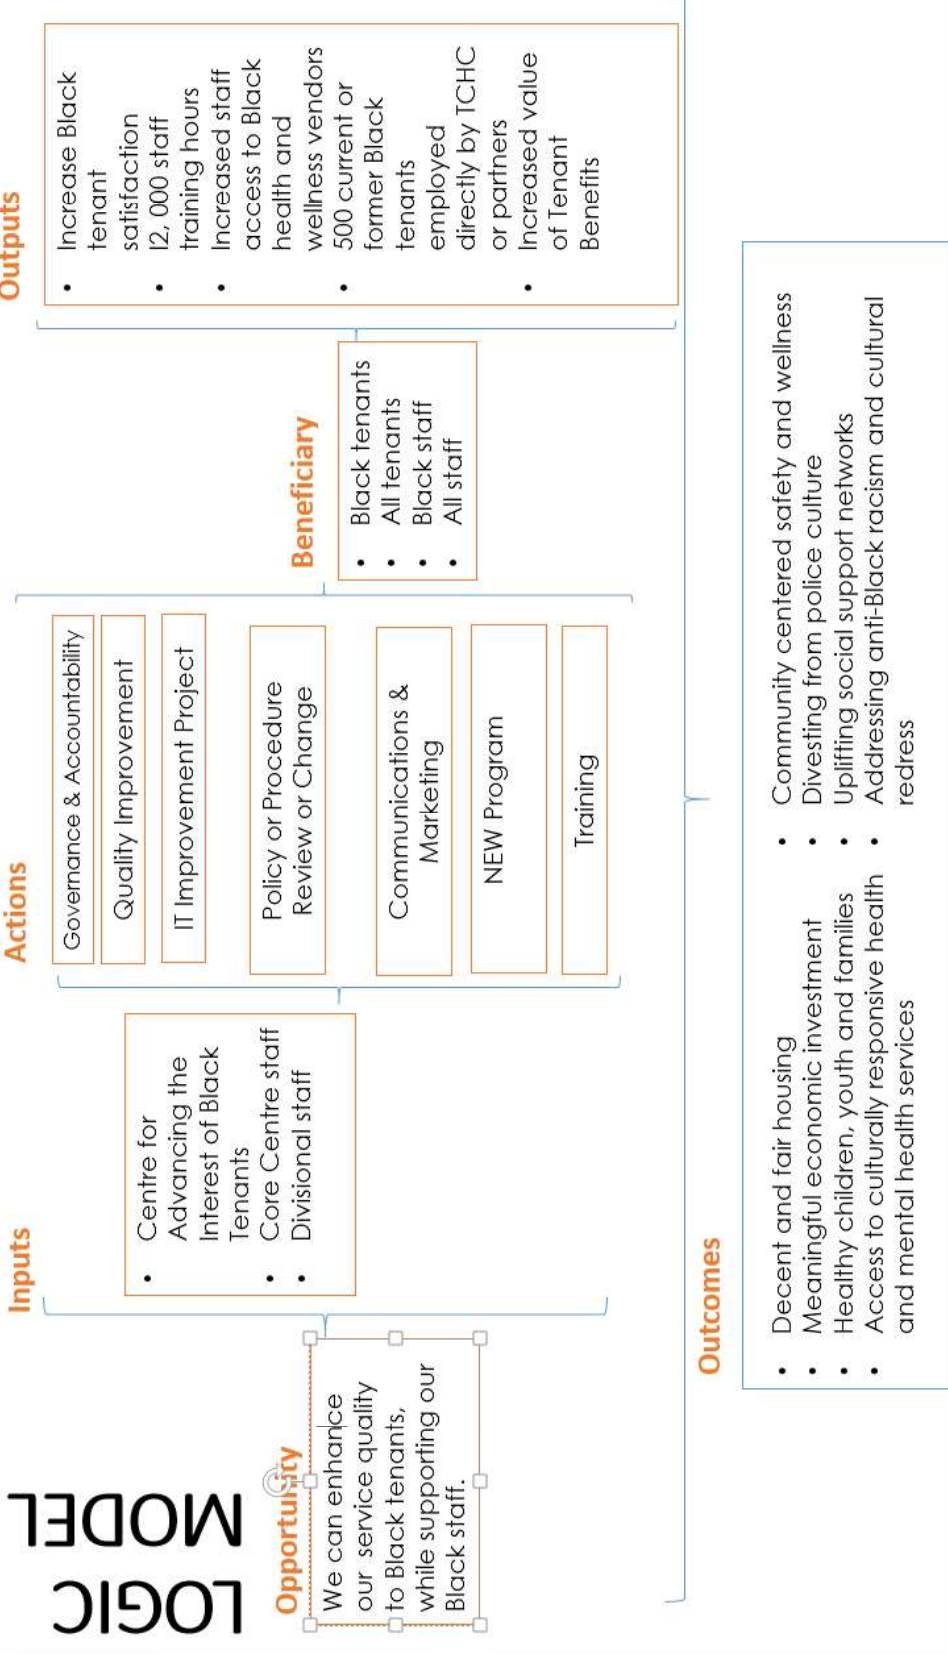 LOGIC
MODEL
Opportunity
We can enhance
our service quality
to Black tenants,
while supporting our
Black staff.
Inputs
• Centre for
Advancing the
Interest of Black
Tenants
• Core Centre staff
• Divisional staff
Actions
Governance & Accountability
Quality Improvement
IT Improvement Project
Policy or Procedure
Review or Change
Communications &
Marketing
NEW Program
Training
Beneficiary
• Black tenants
• All tenants
• Black staff
• All staff
Outputs
• Increase Black
tenant
satisfaction
• 12, 000 staff
training hours
• Increased staff
access to Black
health and
wellness vendors
• 500 current or
former Black
tenants
employed
directly by TCHC
or partners
• Increased value
of Tenant
Benefits
Outcomes
• Decent and fair housing
• Meaningful economic investment
• Healthy children, youth and families
• Access to culturally responsive health
and mental health services
• Community centered safety and wellness
• Divesting from police culture
• Uplifting social support networks
• Addressing anti-Black racism and cultural
redress